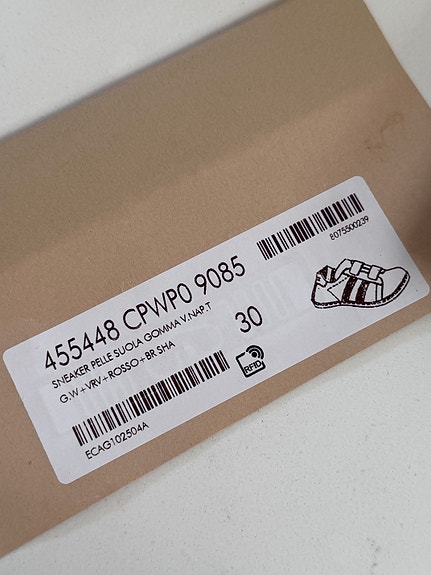 455448 CPWP0 9085
SNEAKER PELLE SUOLA GOMMA V.NAP.T
G.W+VRV+ROSSO+BR.SHA
30
8075500239
RFID
ECAG102504A